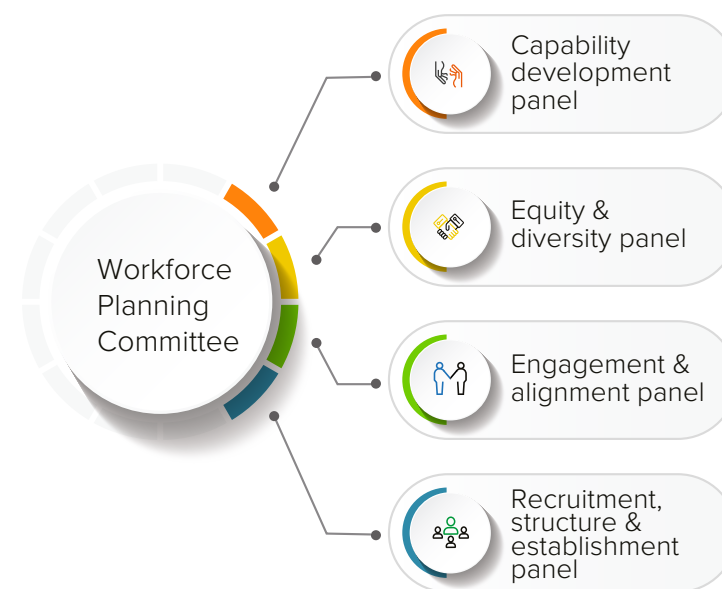 Workforce
Planning
Committee
Capability
development
panel
Equity &
diversity panel
Engagement &
alignment panel
Recruitment,
structure &
establishment
panel